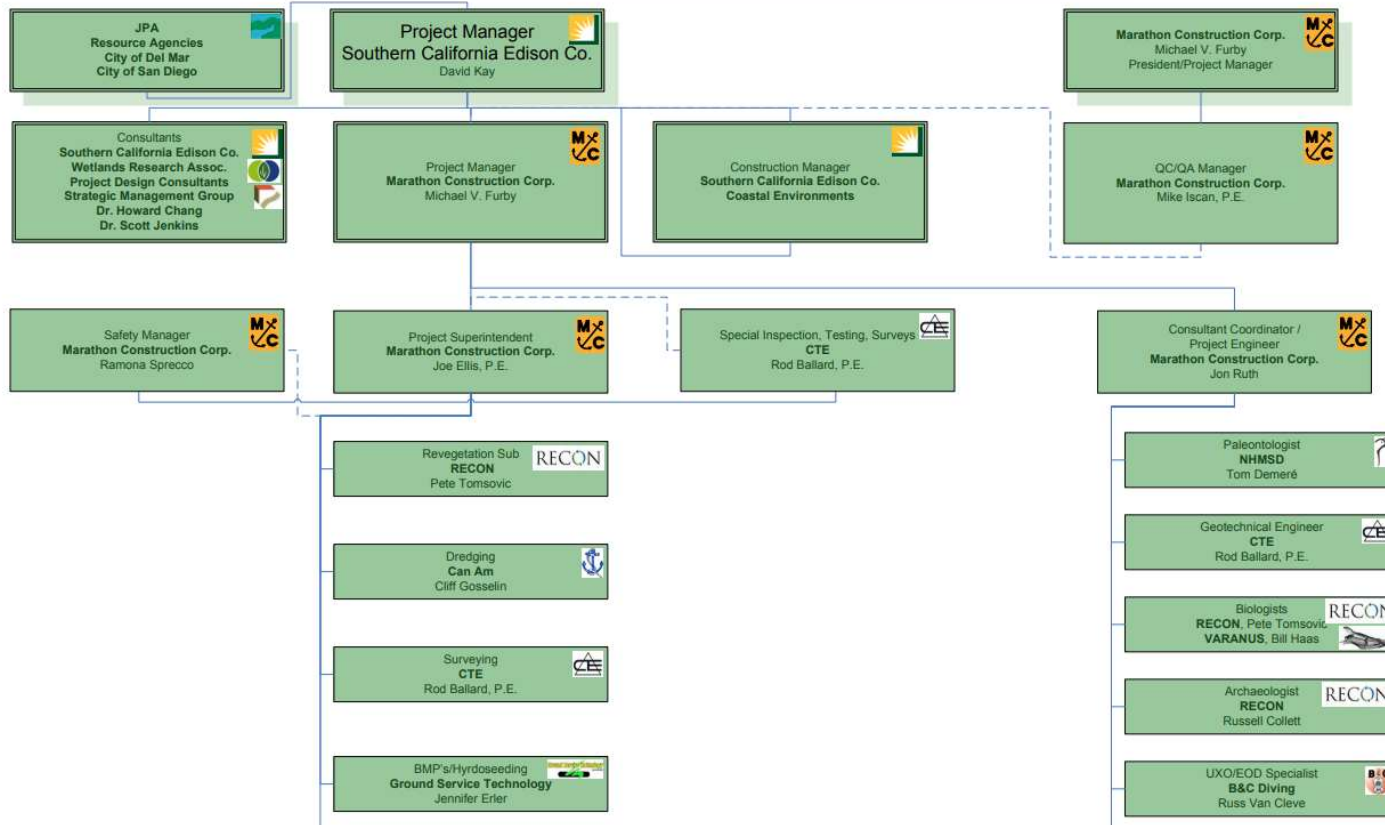 JPA
Resource Agencies
City of Del Mar
City of San Diego
Project Manager
Southern California Edison Co.
David Kay
Marathon Construction Corp.
Michael V. Furby
President/Project Manager
M
C
Consultants
Southern California Edison Co.
Wetlands Research Assoc.
Project Design Consultants
Strategic Management Group
Dr. Howard Chang
Dr. Scott Jenkins
Project Manager
Marathon Construction Corp.
Michael V. Furby
M
C
Construction Manager
Southern California Edison Co.
Coastal Environments
QC/QA Manager
Marathon Construction Corp.
Mike Iscan, P.E.
M
C
Safety Manager
Marathon Construction Corp.
Ramona Sprecco
M
C
Project Superintendent
Marathon Construction Corp.
Joe Ellis, P.E.
M
C
Special Inspection, Testing, Surveys
CTE
Rod Ballard, P.E.
CTE
Consultant Coordinator /
Project Engineer
Marathon Construction Corp.
Jon Ruth
M
C
Revegetation Sub
RECON
Pete Tomsovic
RECON
Dredging
Can Am
Cliff Gosselin
Surveying
CTE
Rod Ballard, P.E.
CTE
BMP's/Hyrdoseeding
Ground Service Technology
Jennifer Erler
Paleontologist
NHMSD
Tom Demeré
Geotechnical Engineer
CTE
Rod Ballard, P.E.
CTE
Biologists
RECON, Pete Tomsovic
VARANUS, Bill Haas
RECON
Archaeologist
RECON
Russell Collett
RECON
UXO/EOD Specialist
B&C Diving
Russ Van Cleve